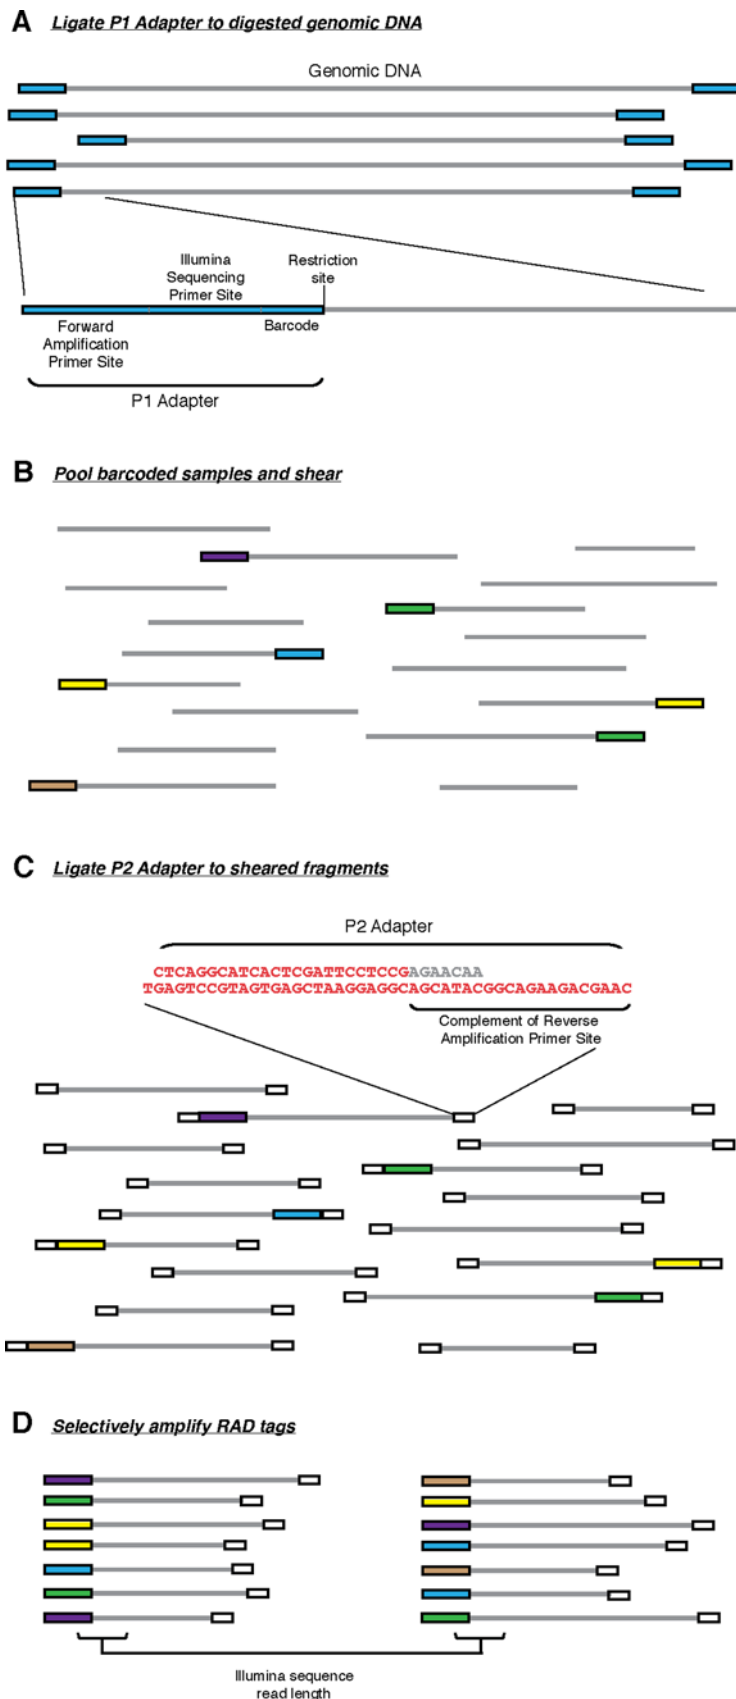 A Ligate P1 Adapter to digested genomic DNA
Genomic DNA
Illumina
Sequencing
Primer Site
Restriction
site
Forward
Amplification
Primer Site
Barcode
P1 Adapter
B Pool barcoded samples and shear
C Ligate P2 Adapter to sheared fragments
P2 Adapter
CTCAGGCATCACTCGATTCCTCCGAGAACAA
TGAGTCCGTAGTGAGCTAAGGAGGCAGCATACGGCAGAAGACGAAC
Complement of Reverse
Amplification Primer Site
D Selectively amplify RAD tags
Illumina sequence
read length